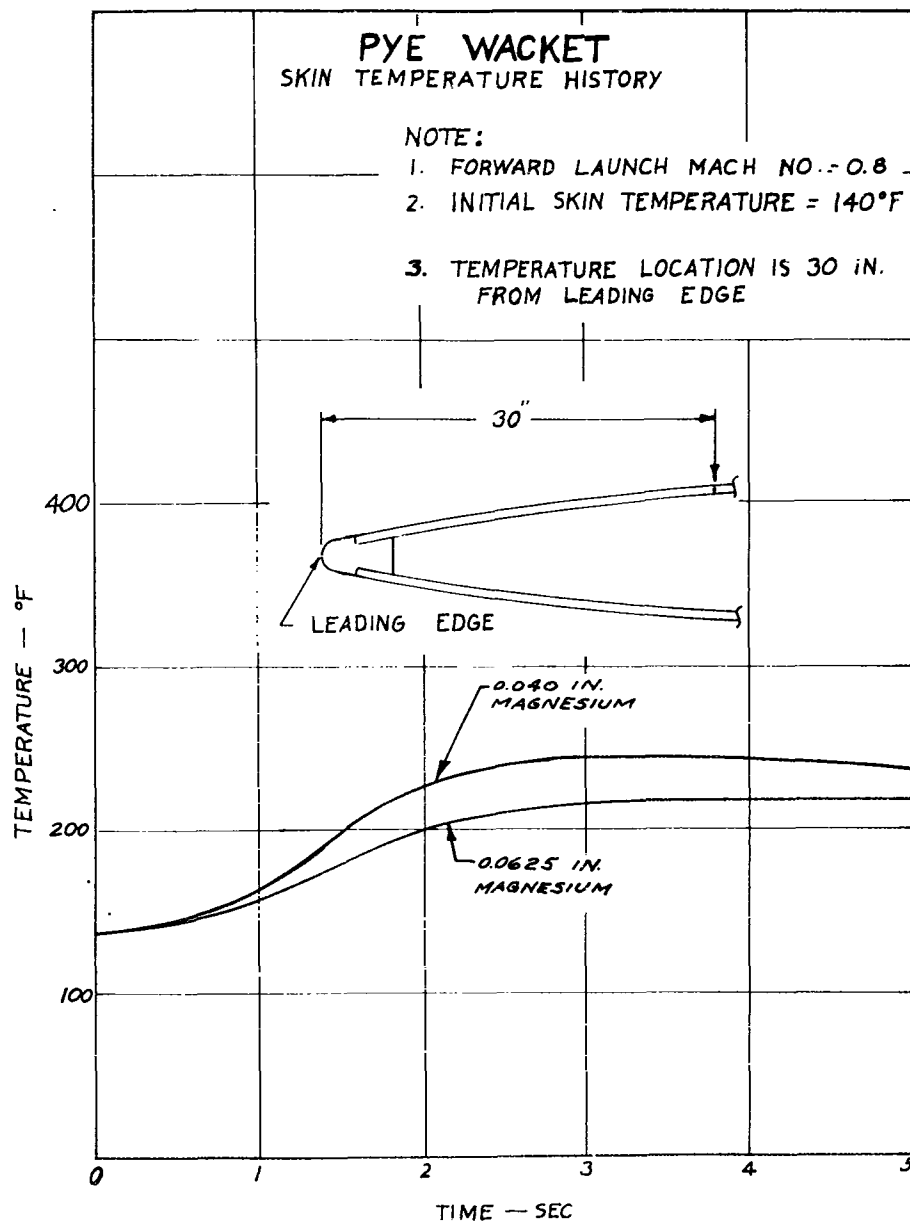 PYE WACKET
SKIN TEMPERATURE HISTORY
NOTE:
1. FORWARD LAUNCH MACH NO. = 0.8
2. INITIAL SKIN TEMPERATURE = 140°F
3. TEMPERATURE LOCATION IS 30 IN.
FROM LEADING EDGE
30"
LEADING EDGE
0.040 IN.
MAGNESIUM
0.0625 IN.
MAGNESIUM
TEMPERATURE — °F
400
300
200
100
0 1 2 3 4 5
TIME — SEC